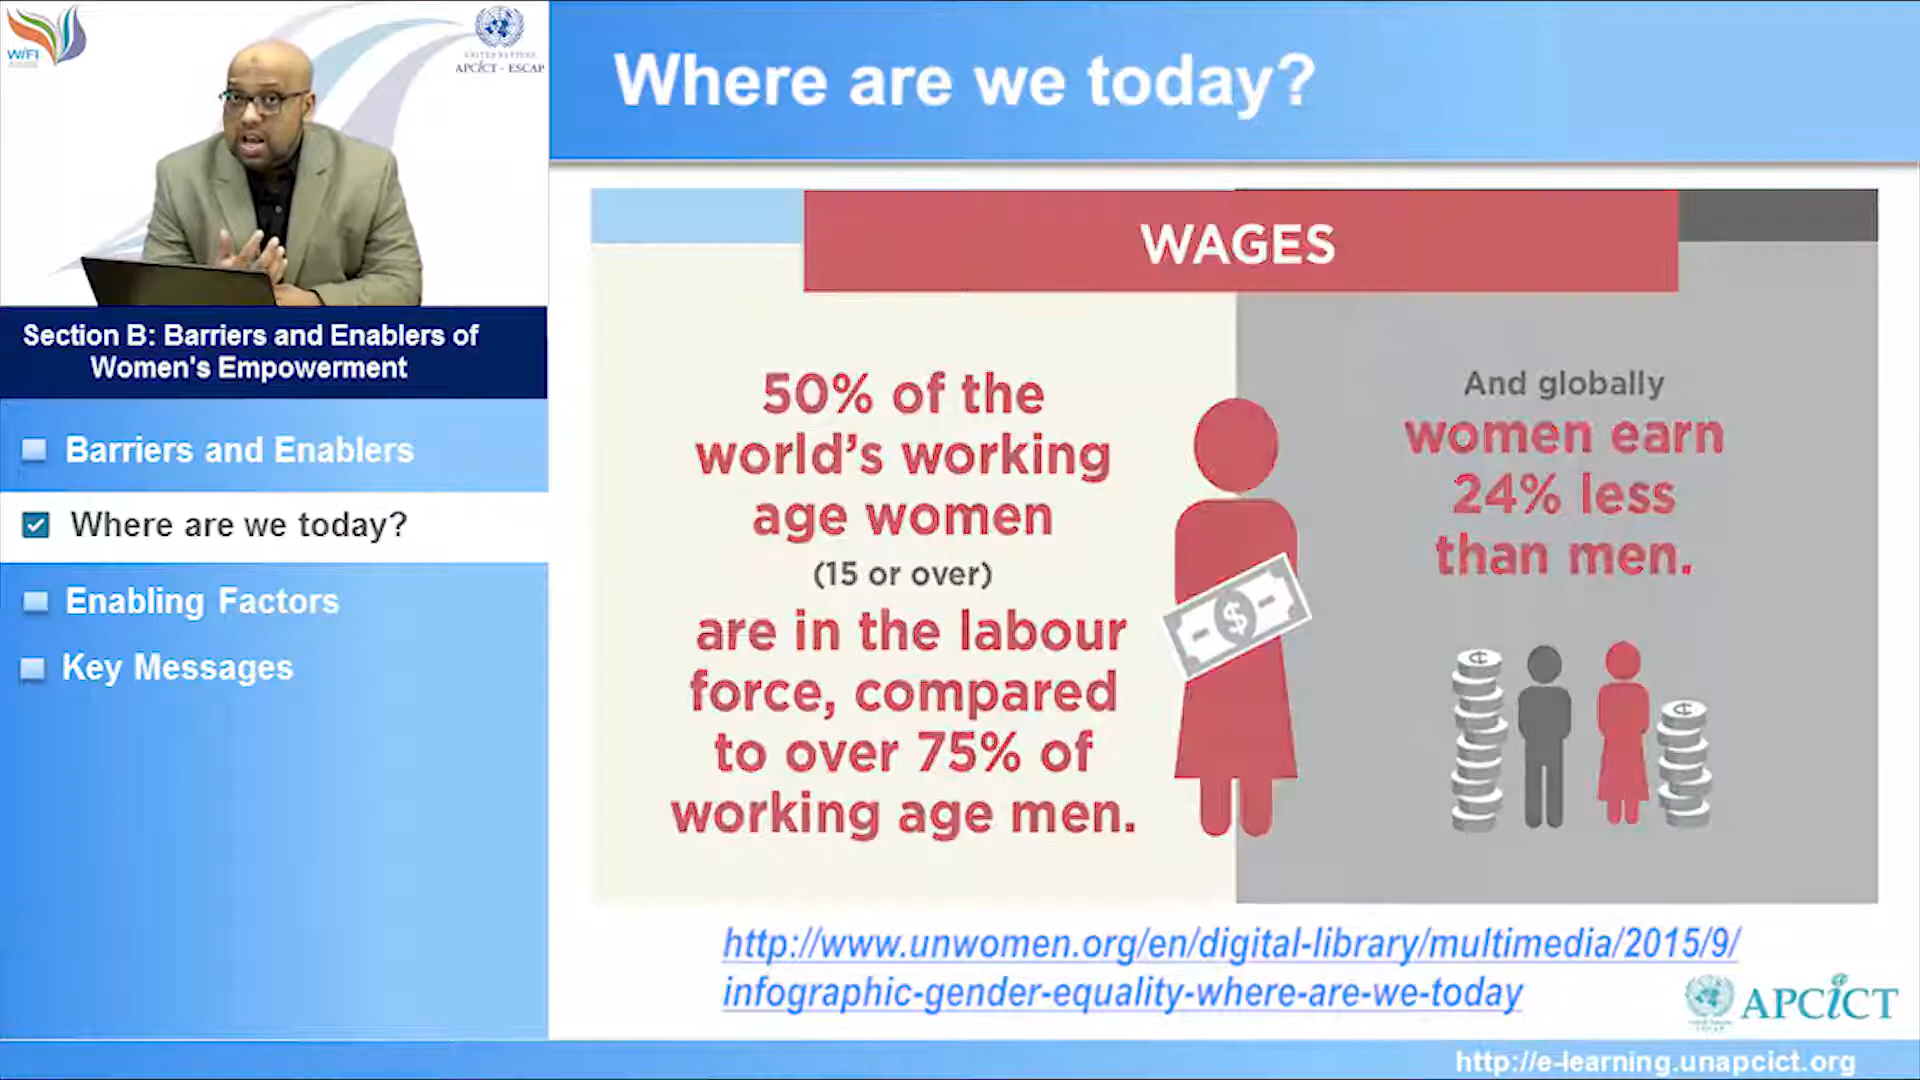 WIFI
UNITED NATIONS
APCICT - ESCAP
Section B: Barriers and Enablers of
Women's Empowerment
Barriers and Enablers
Where are we today?
Enabling Factors
Key Messages
Where are we today?
WAGES
50% of the
world's working
age women
(15 or over)
are in the labour
force, compared
to over 75% of
working age men.
And globally
women earn
24% less
than men.
http://www.unwomen.org/en/digital-library/multimedia/2015/9/
infographic-gender-equality-where-are-we-today
APCICT
http://e-learning.unapcict.org